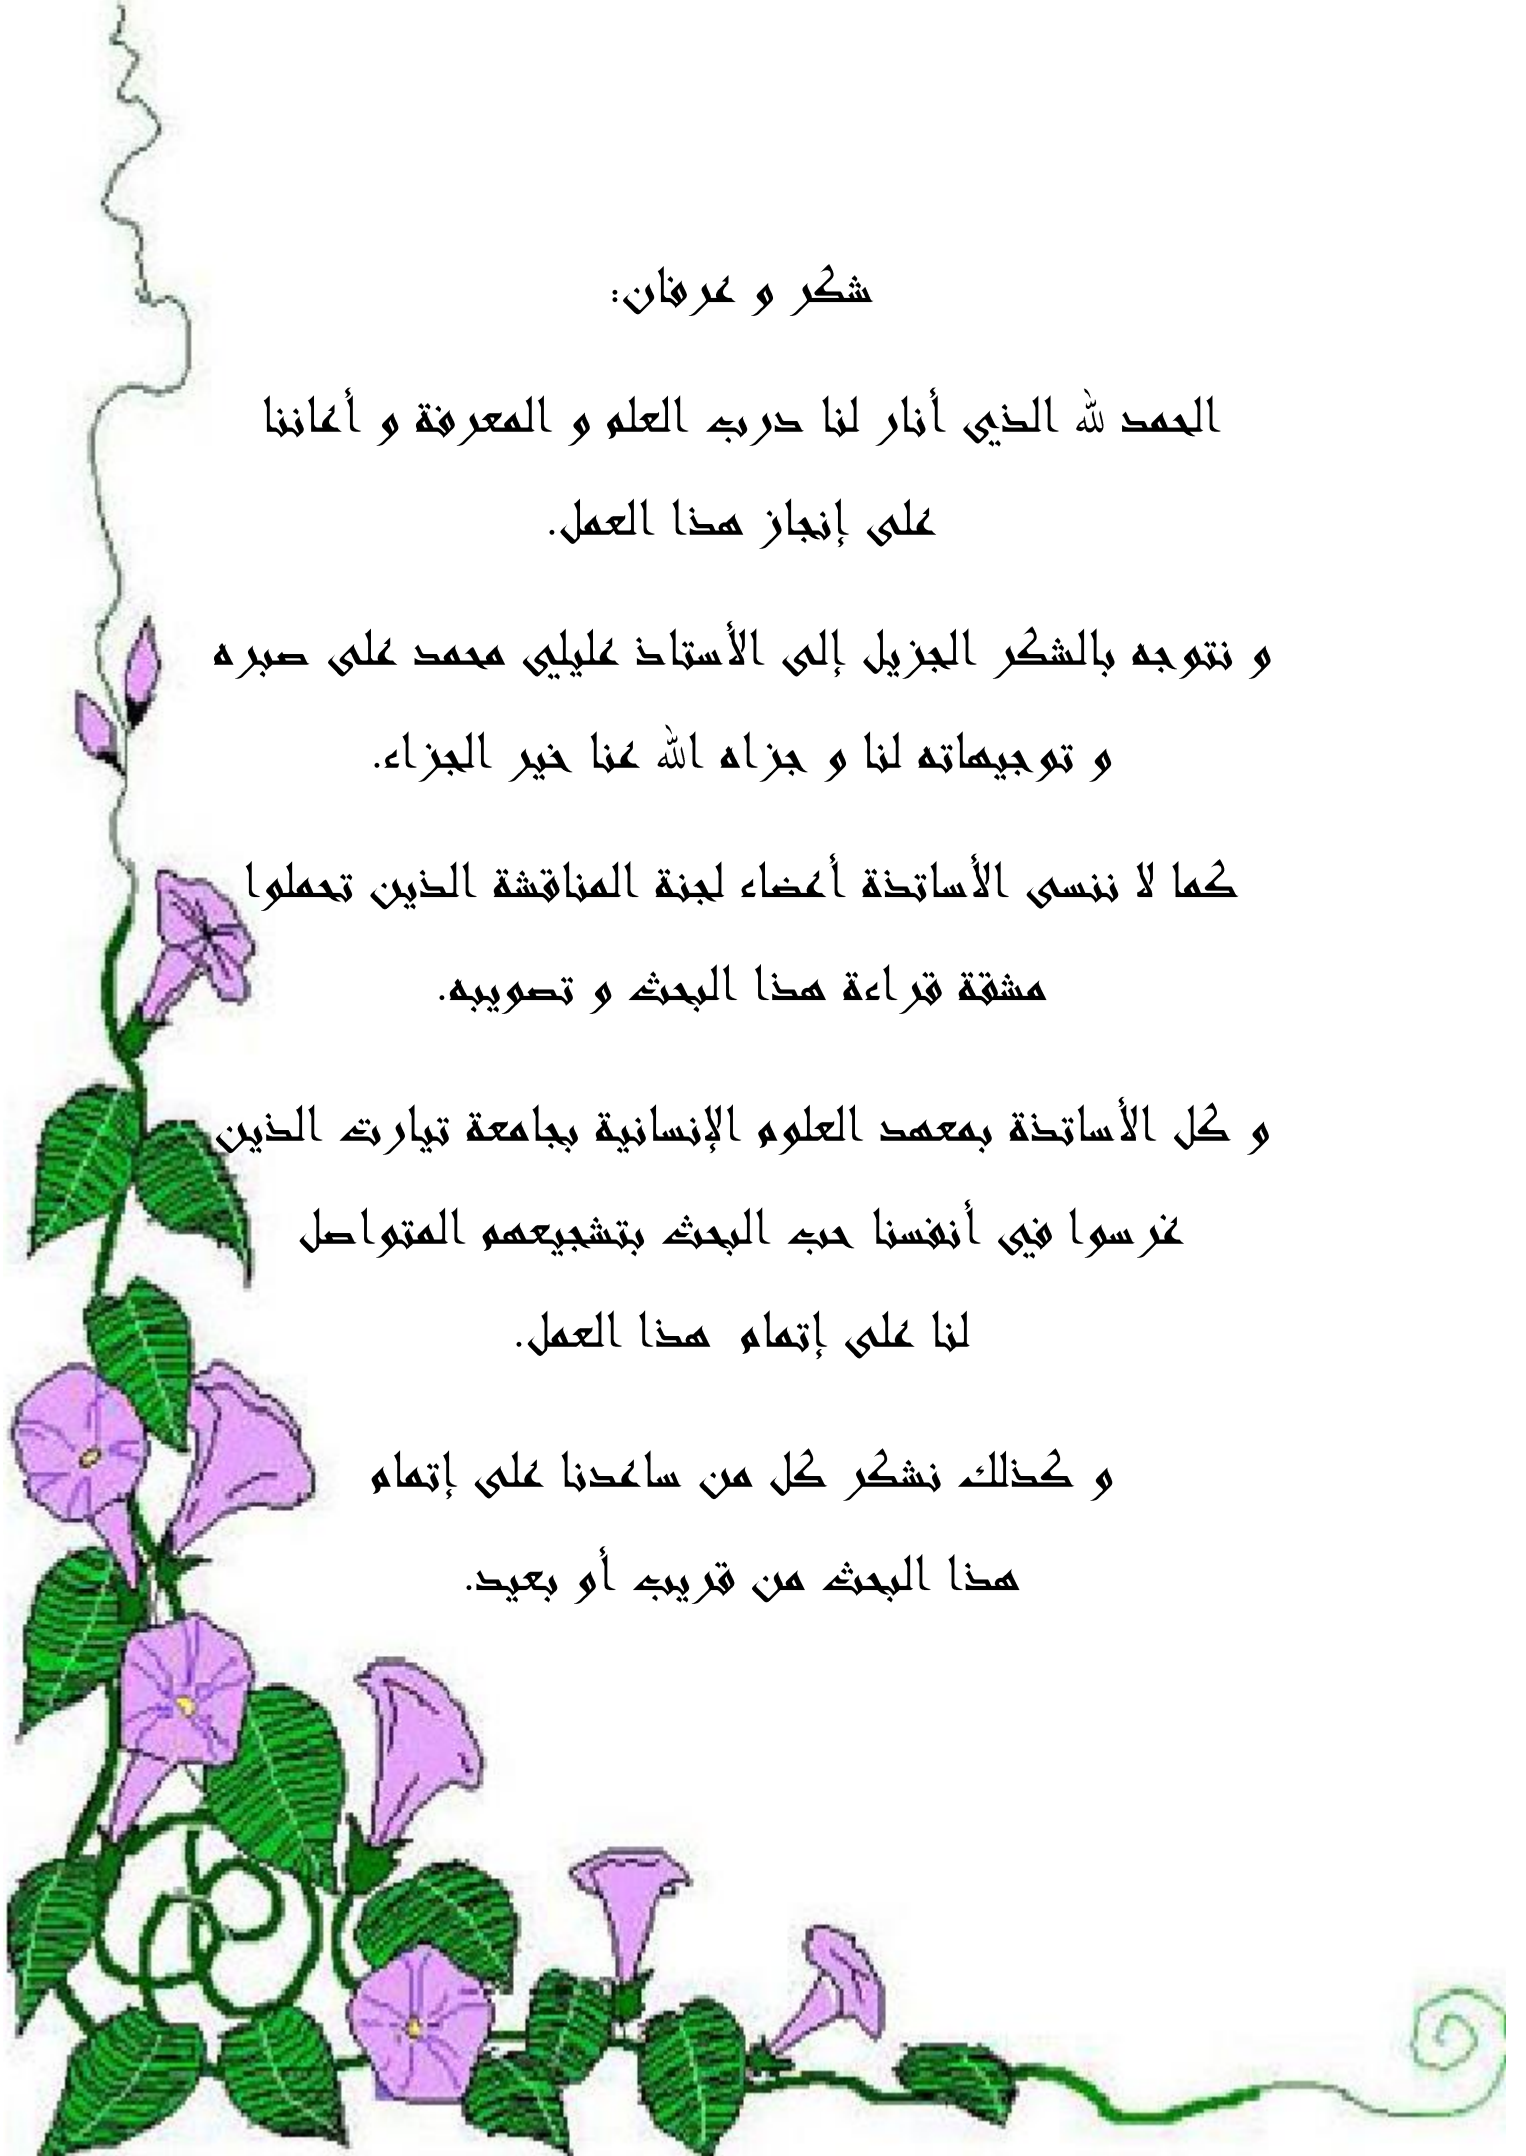 شكر و عرفان:
الحمد لله الذي أنار لنا درب العلم و المعرفة و أعاننا
على إنجاز هذا العمل.
و نتوجه بالشكر الجزيل إلى الأستاذ عليلي محمد على صبره
و توجيهاته لنا و جزاه الله عنا خير الجزاء.
كما لا ننسى الأساتذة أعضاء لجنة المناقشة الذين تحملوا
مشقة قراءة هذا البحث و تصويبه.
و كل الأساتذة بمعهد العلوم الإنسانية بجامعة تيارت الذين
غرسوا في أنفسنا حب البحث بتشجيعهم المتواصل
لنا على إتمام هذا العمل.
و كذلك نشكر كل من ساعدنا على إتمام
هذا البحث من قريب أو بعيد.